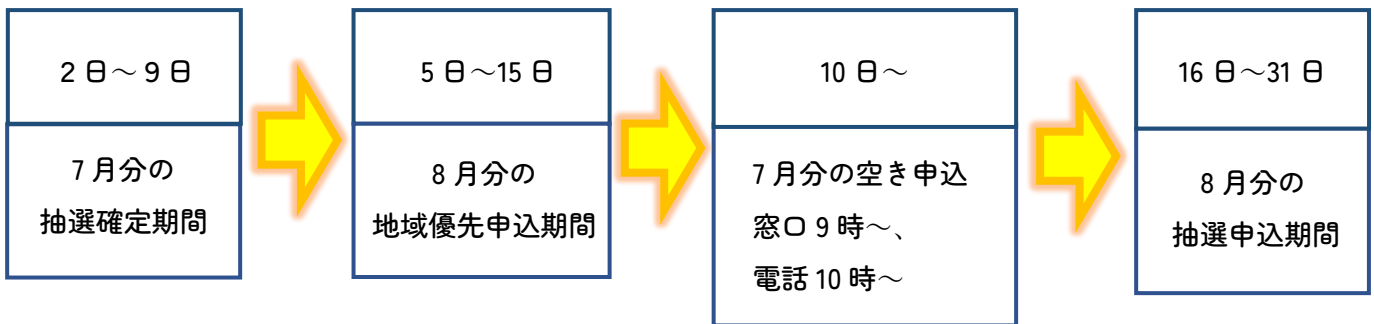 2日～9日
7月分の
抽選確定期間
5日～15日
8月分の
地域優先申込期間
10日～
7月分の空き申込
窓口9時～、
電話10時～
16日～31日
8月分の
抽選申込期間